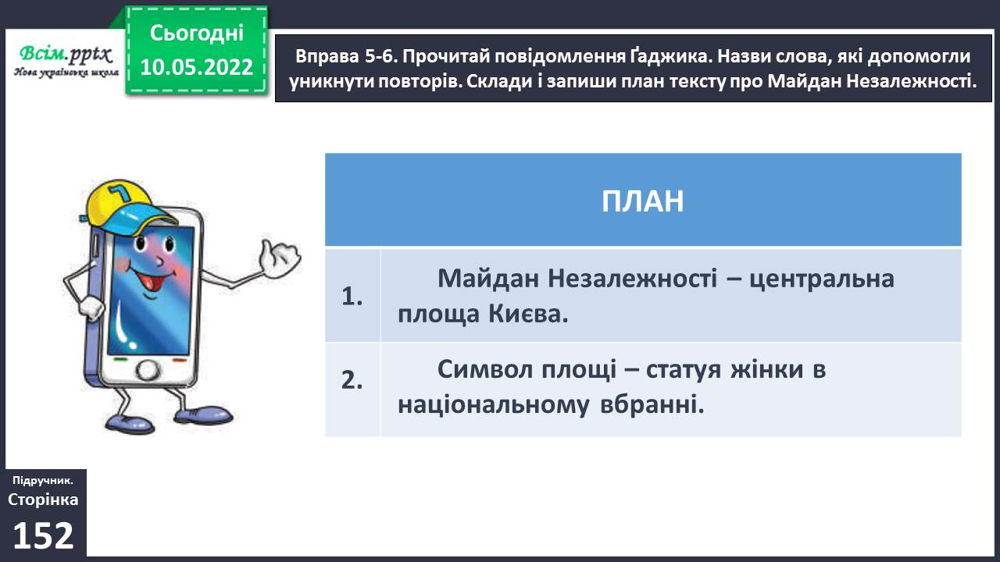 Всім.pptx
Нова українська школа
Сьогодні
10.05.2022
Вправа 5-6. Прочитай повідомлення Ґаджика. Назви слова, які допомогли
уникнути повторів. Склади і запиши план тексту про Майдан Незалежності.
ПЛАН
1.
Майдан Незалежності – центральна
площа Києва.
2.
Символ площі – статуя жінки в
національному вбранні.
Підручник.
Сторінка
152